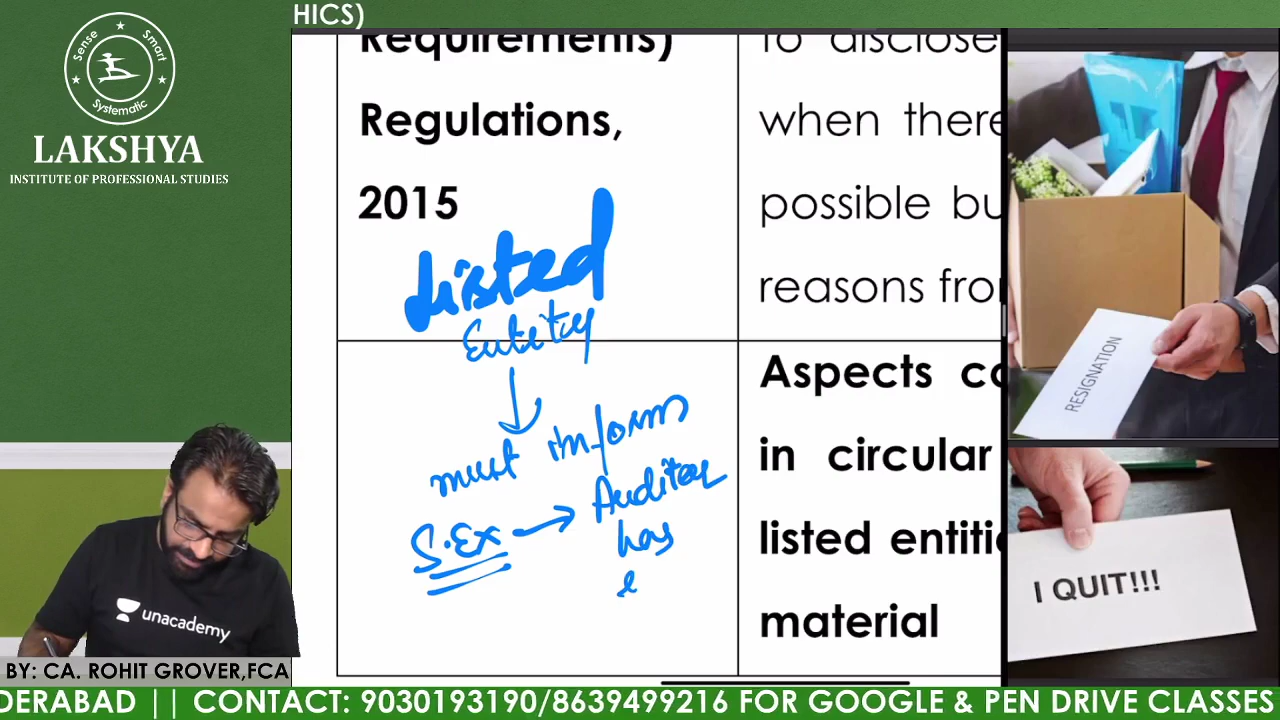 HICS)
Sense
Smart
Systematic
LAKSHYA
INSTITUTE OF PROFESSIONAL STUDIES
Requirements)
Regulations,
2015
Listed
Entity
must inform
S.Ex → Auditor
has
to disclose
when there
possible bu
reasons fro
Aspects co
in circular
listed entitie
material
RESIGNATION
I QUIT!!!
unacademy
BY: CA. ROHIT GROVER,FCA
DERABAD || CONTACT: 9030193190/8639499216 FOR GOOGLE & PEN DRIVE CLASSES